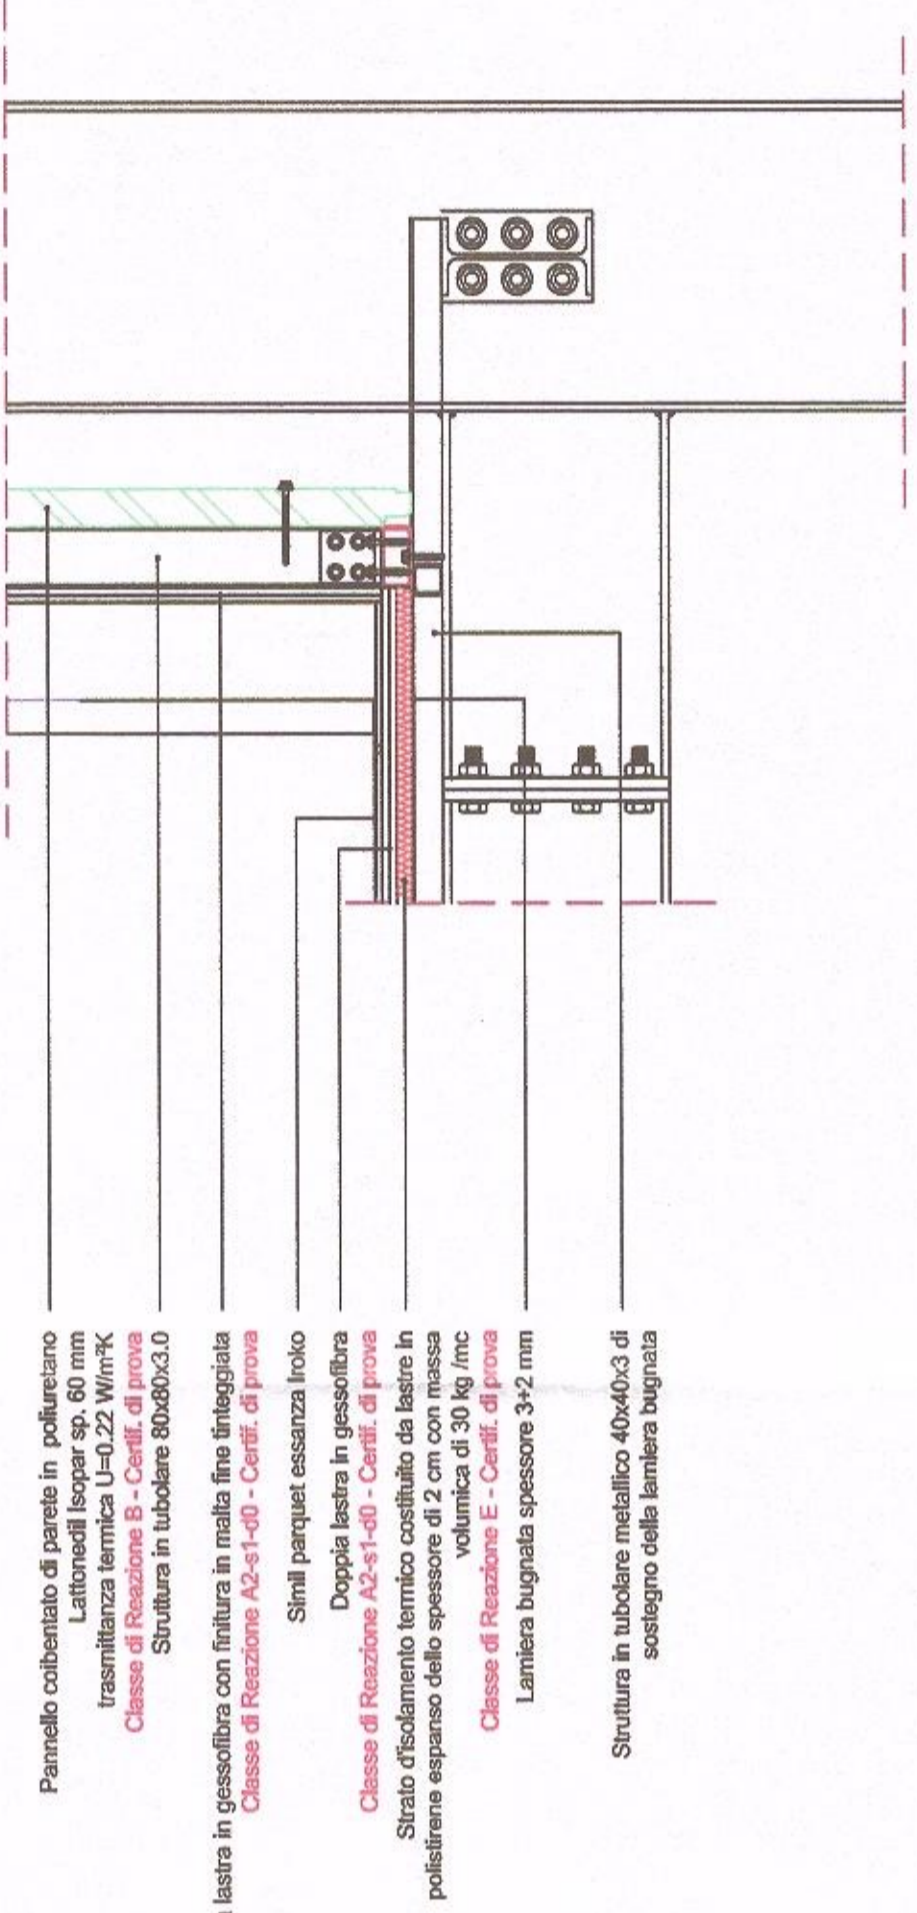 Pannello coibentato di parete in poliuretano
Lattonedil Isopar sp. 60 mm
trasmittanza termica U=0.22 W/m²K
Classe di Reazione B - Certif. di prova
Struttura in tubolare 80x80x3.0
lastra in gessofibra con finitura in malta fine tinteggiata
Classe di Reazione A2-s1-d0 - Certif. di prova
Simil parquet essanza Iroko
Doppia lastra in gessofibra
Classe di Reazione A2-s1-d0 - Certif. di prova
Strato d'isolamento termico costituito da lastre in
polistirene espanso dello spessore di 2 cm con massa
volumica di 30 kg /mc
Classe di Reazione E - Certif. di prova
Lamiera bugnata spessore 3+2 mm
Struttura in tubolare metallico 40x40x3 di
sostegno della lamiera bugnata